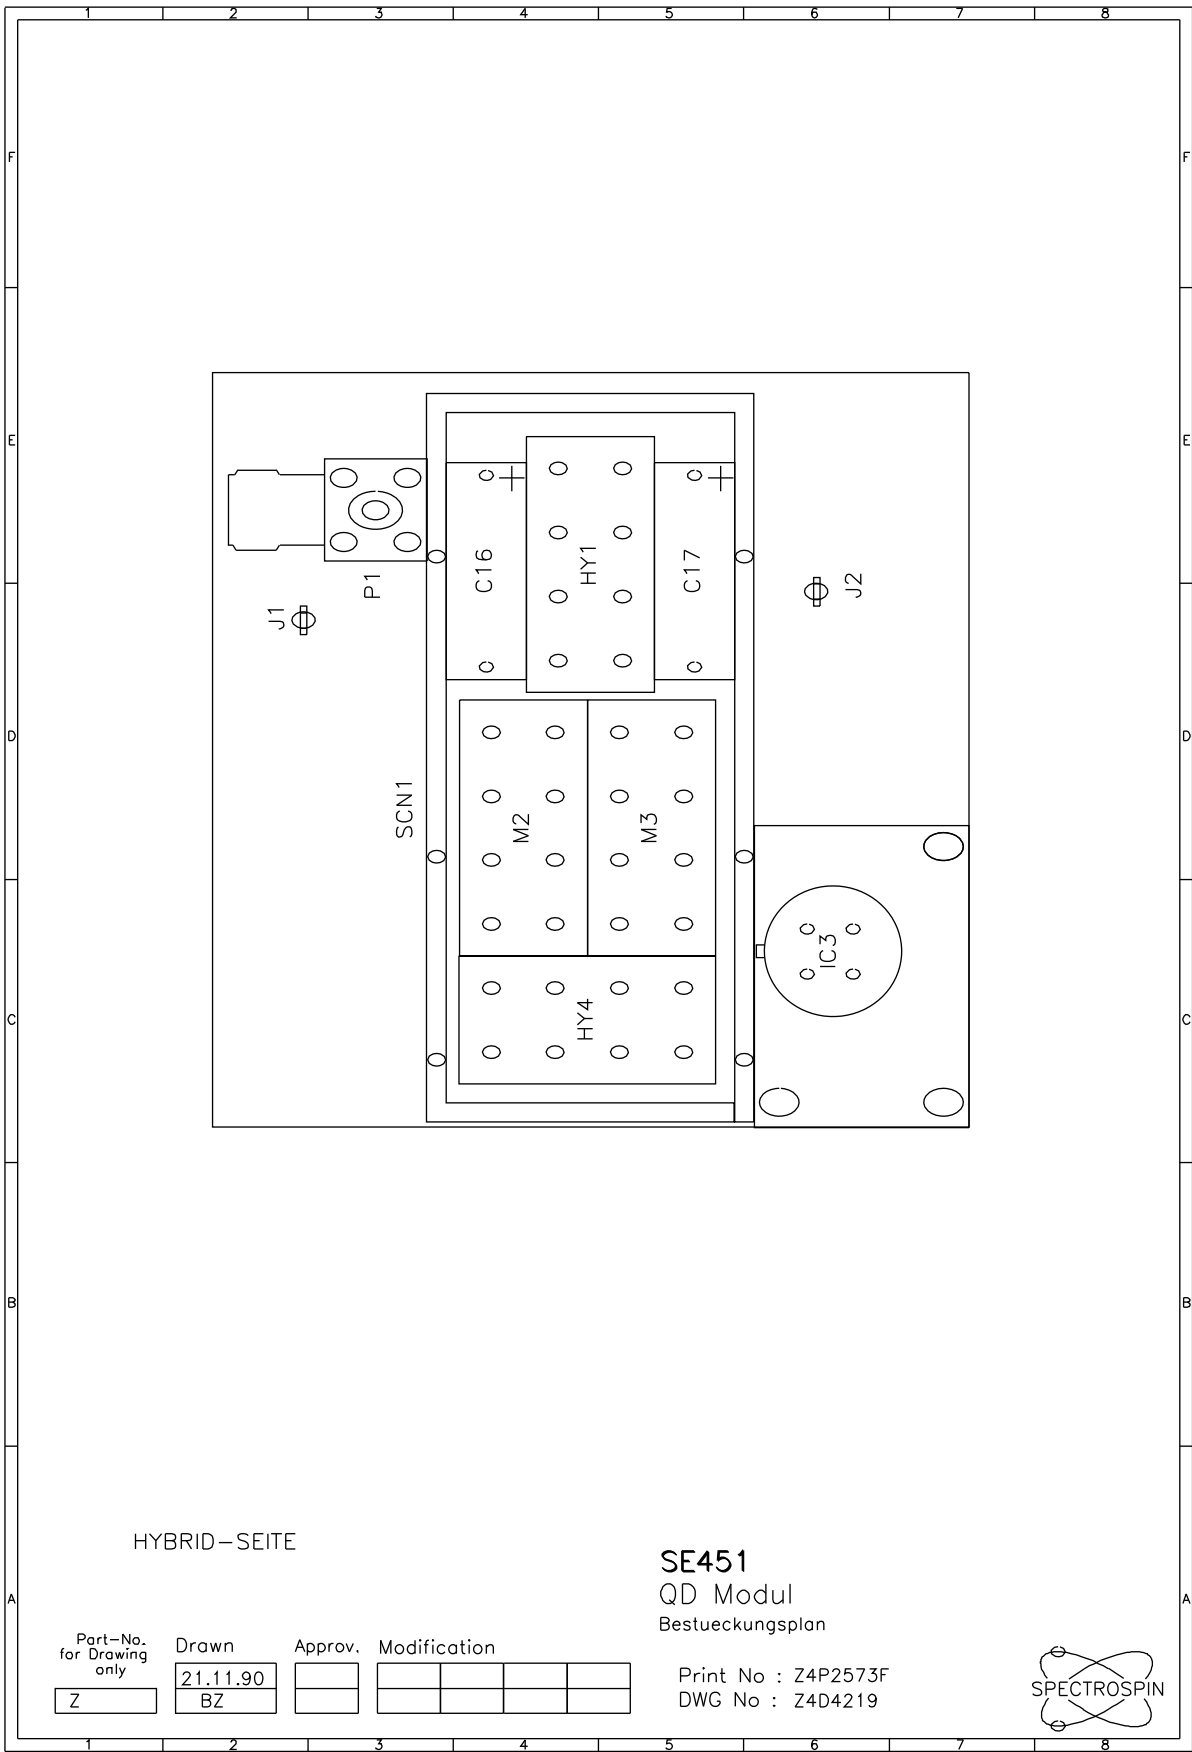 1 2 3 4 5 6 7 8
F F
E E
P1
C16
HY1
C17
J1
J2
D D
SCN1
M2
M3
IC3
C C
HY4
B B
HYBRID-SEITE
SE451
QD Modul
A A
Bestueckungsplan
Part-No.
for Drawing
only
Z
Drawn
21.11.90
BZ
Approv.
Modification
Print No : Z4P2573F
DWG No : Z4D4219
SPECTROSPIN
1 2 3 4 5 6 7 8